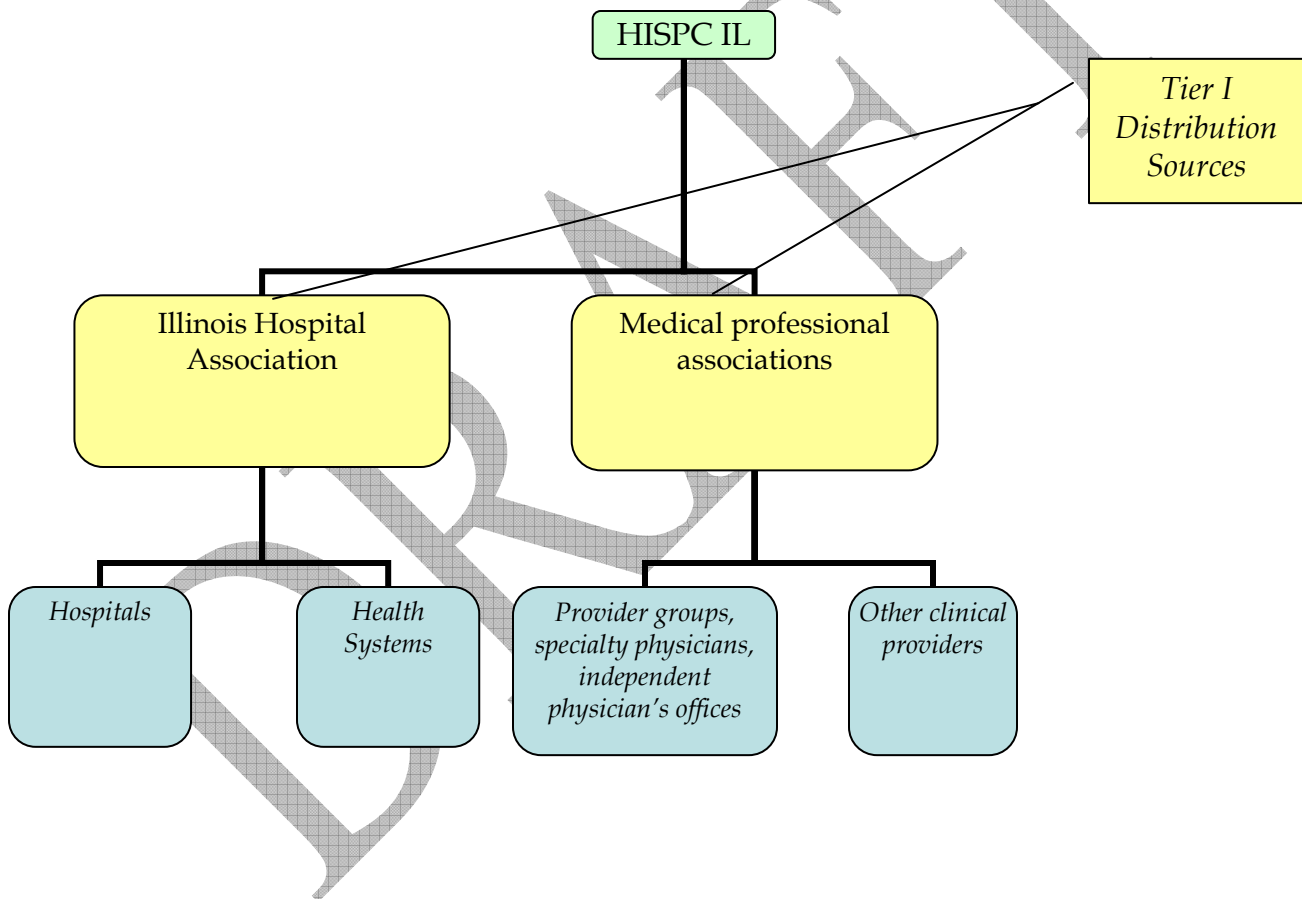 HISPC IL
Tier I
Distribution
Sources
Illinois Hospital
Association
Medical professional
associations
Hospitals
Health
Systems
Provider groups,
specialty physicians,
independent
physician’s offices
Other clinical
providers
DRAFT